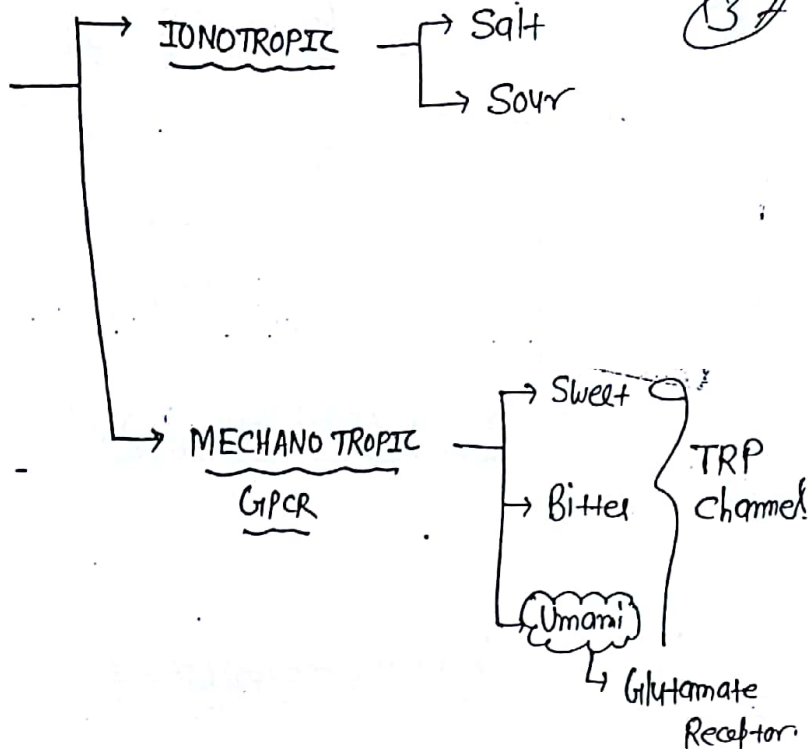 IONOTROPIC
Salt
Sour
MECHANO TROPIC
GPCR
Sweet
Bitter
Umami
TRP
Channel
Glutamate
Receptor.